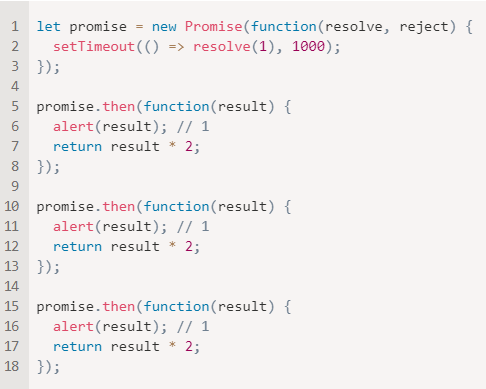 1 let promise = new Promise(function(resolve, reject) {
2   setTimeout(() => resolve(1), 1000);
3 });
4
5 promise.then(function(result) {
6   alert(result); // 1
7   return result * 2;
8 });
9
10 promise.then(function(result) {
11   alert(result); // 1
12   return result * 2;
13 });
14
15 promise.then(function(result) {
16   alert(result); // 1
17   return result * 2;
18 });